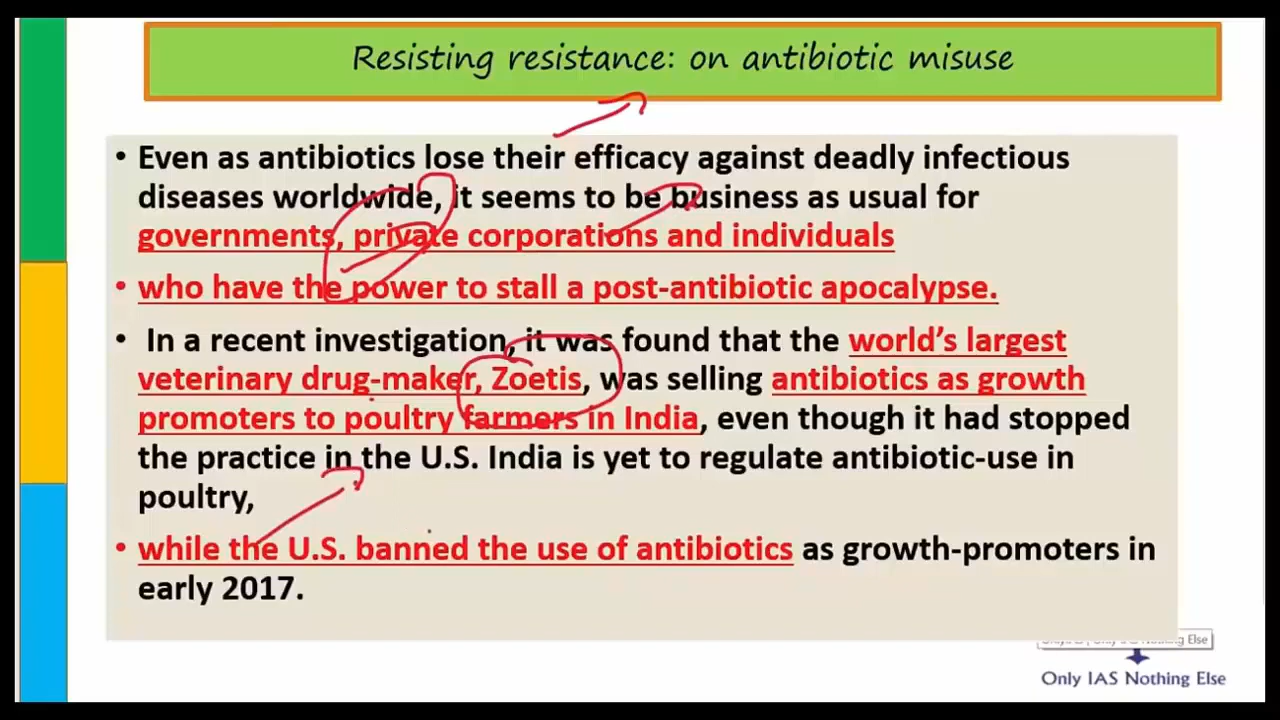 Resisting resistance: on antibiotic misuse
• Even as antibiotics lose their efficacy against deadly infectious
diseases worldwide, it seems to be business as usual for
governments, private corporations and individuals
• who have the power to stall a post-antibiotic apocalypse.
• In a recent investigation, it was found that the world's largest
veterinary drug-maker, Zoetis, was selling antibiotics as growth
promoters to poultry farmers in India, even though it had stopped
the practice in the U.S. India is yet to regulate antibiotic-use in
poultry,
• while the U.S. banned the use of antibiotics as growth-promoters in
early 2017.
Nothing Else
Only IAS Nothing Else